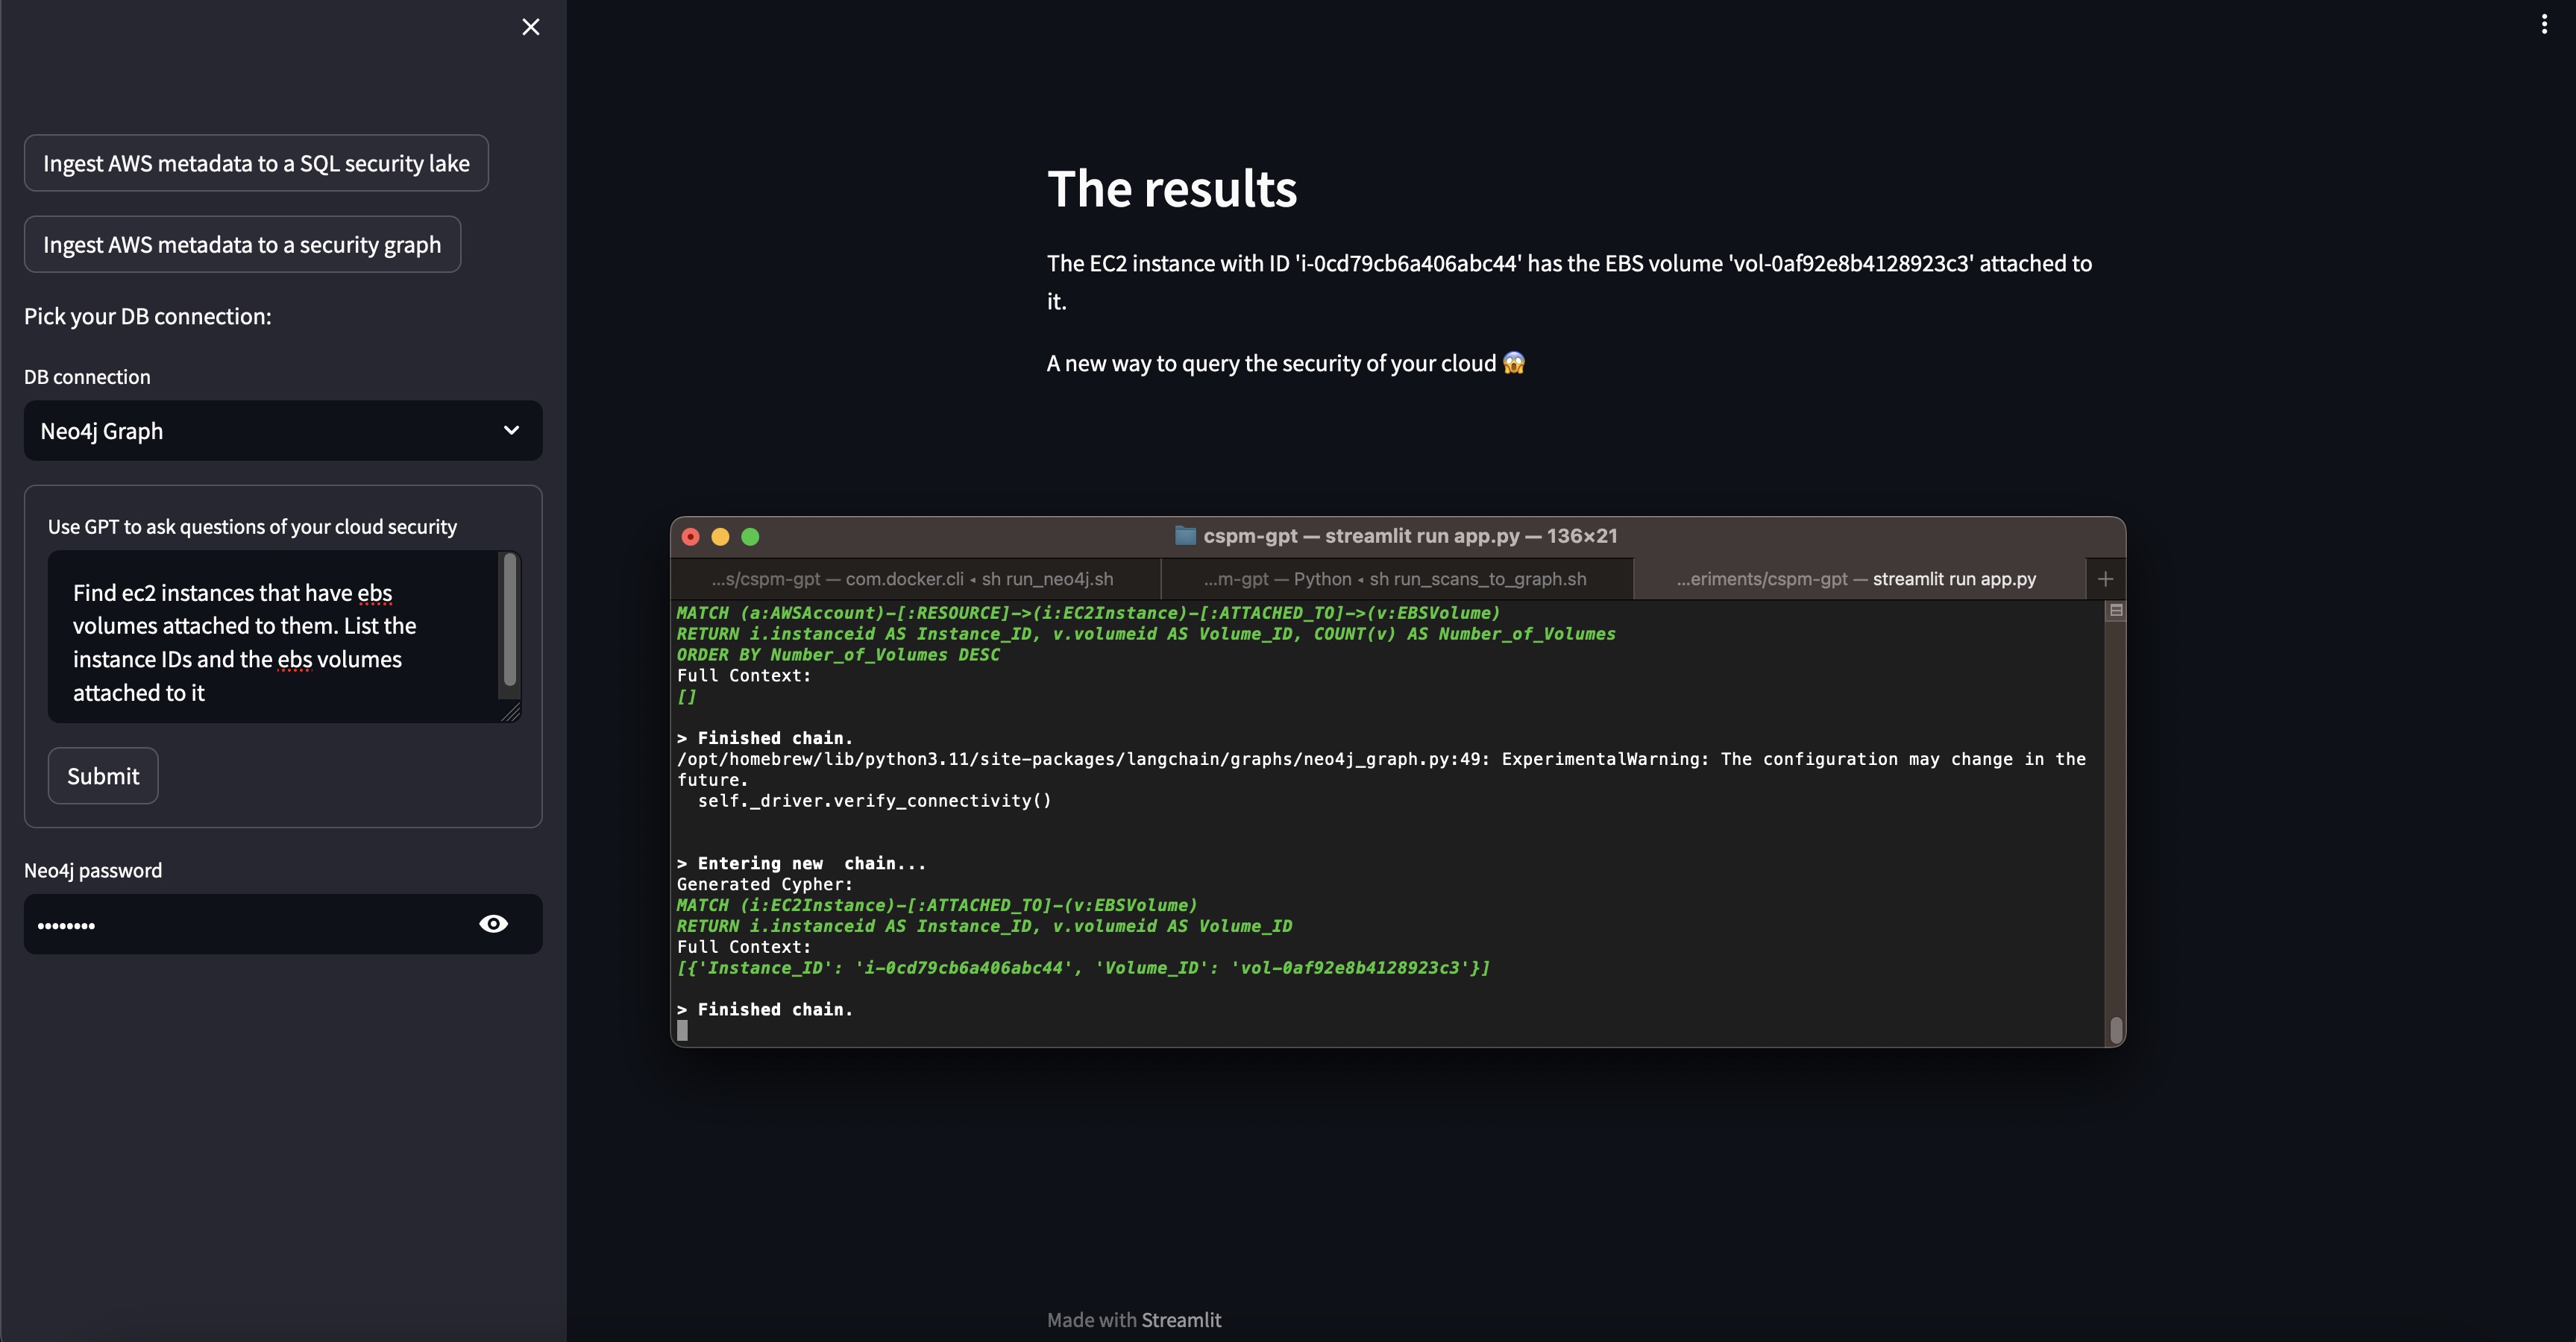 Ingest AWS metadata to a SQL security lake
Ingest AWS metadata to a security graph
Pick your DB connection:
DB connection
Neo4j Graph
Use GPT to ask questions of your cloud security
Find ec2 instances that have ebs
volumes attached to them. List the
instance IDs and the ebs volumes
attached to it
Submit
Neo4j password
••••••••
The results
The EC2 instance with ID 'i-0cd79cb6a406abc44' has the EBS volume 'vol-0af92e8b4128923c3' attached to
it.
A new way to query the security of your cloud 😱
cspm-gpt — streamlit run app.py — 136×21
...s/cspm-gpt — com.docker.cli ◂ sh run_neo4j.sh
...m-gpt — Python ◂ sh run_scans_to_graph.sh
...eriments/cspm-gpt — streamlit run app.py
MATCH (a:AWSAccount)-[:RESOURCE]->(i:EC2Instance)-[:ATTACHED_TO]->(v:EBSVolume)
RETURN i.instanceid AS Instance_ID, v.volumeid AS Volume_ID, COUNT(v) AS Number_of_Volumes
ORDER BY Number_of_Volumes DESC
Full Context:
[]
> Finished chain.
/opt/homebrew/lib/python3.11/site-packages/langchain/graphs/neo4j_graph.py:49: ExperimentalWarning: The configuration may change in the
future.
self._driver.verify_connectivity()
> Entering new  chain...
Generated Cypher:
MATCH (i:EC2Instance)-[:ATTACHED_TO]-(v:EBSVolume)
RETURN i.instanceid AS Instance_ID, v.volumeid AS Volume_ID
Full Context:
[{'Instance_ID': 'i-0cd79cb6a406abc44', 'Volume_ID': 'vol-0af92e8b4128923c3'}]
> Finished chain.
Made with Streamlit